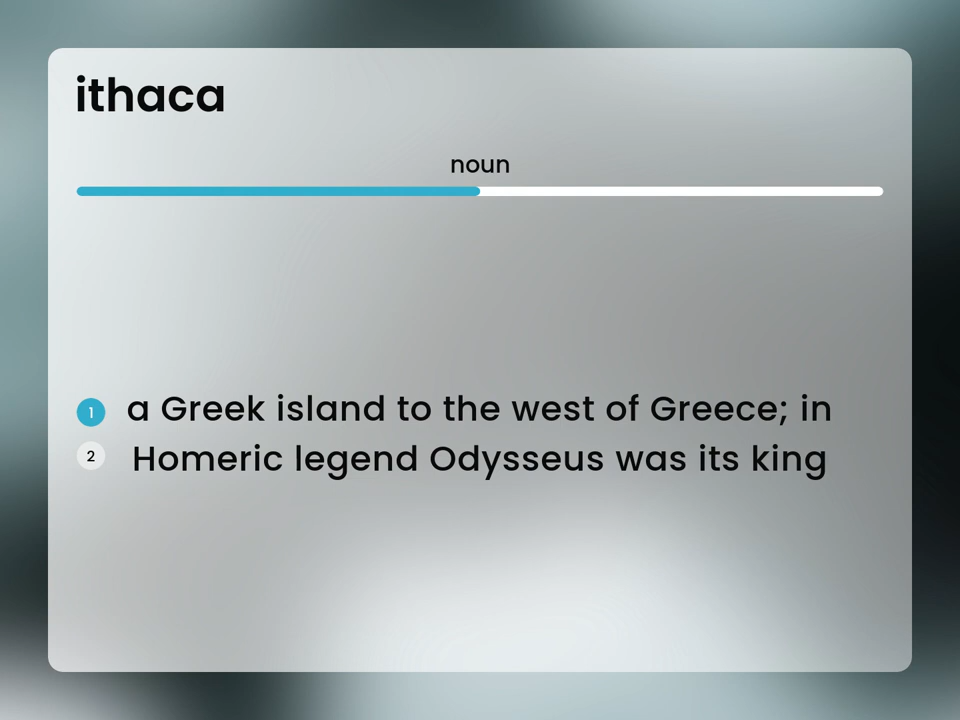 ithaca
noun
1 a Greek island to the west of Greece; in
2 Homeric legend Odysseus was its king